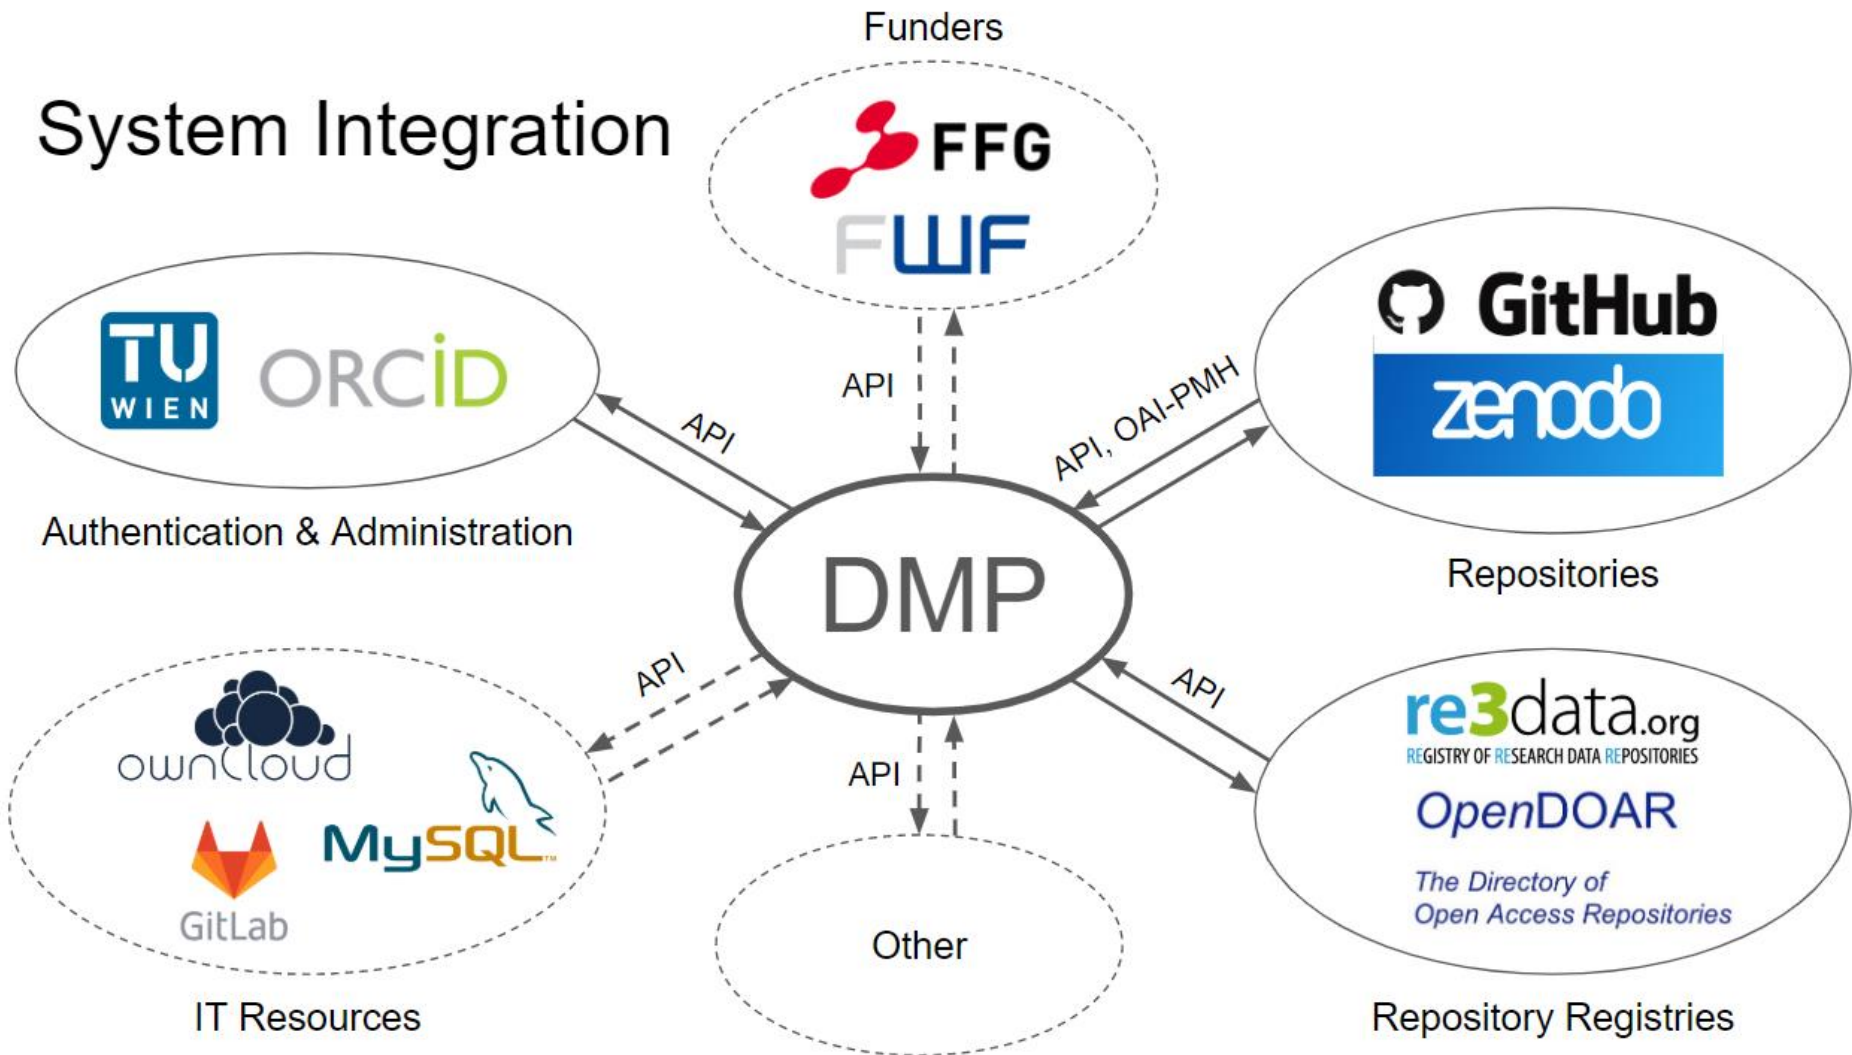 Funders
System Integration
FFG
FWF
TU
WIEN
ORCiD
API
API
API, OAI-PMH
GitHub
zenodo
Authentication & Administration
Repositories
DMP
API
API
API
ownCloud
MySQL™
GitLab
re3data.org
REGISTRY OF RESEARCH DATA REPOSITORIES
OpenDOAR
The Directory of
Open Access Repositories
Other
IT Resources
Repository Registries